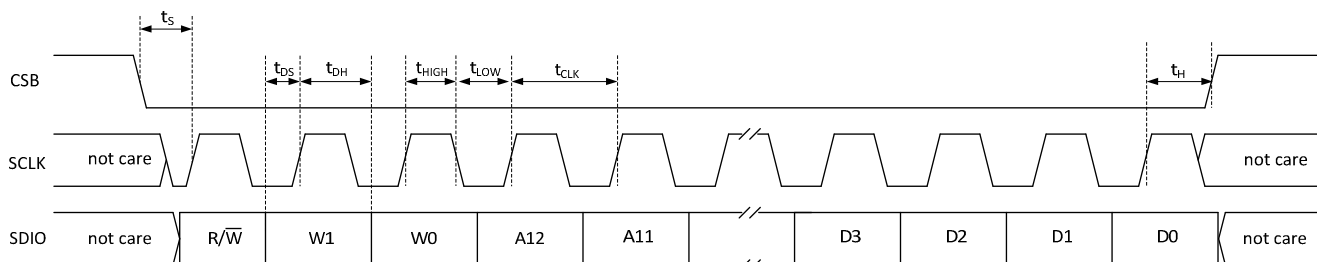 tS
tDS tDH tHIGH tLOW tCLK tH
CSB
SCLK not care not care
SDIO not care R/W̅ W1 W0 A12 A11 D3 D2 D1 D0 not care